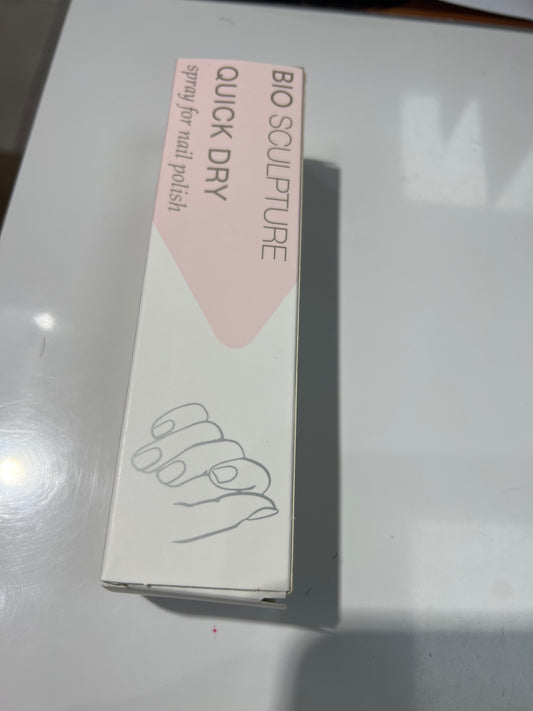 BIO SCULPTURE
QUICK DRY
spray for nail polish